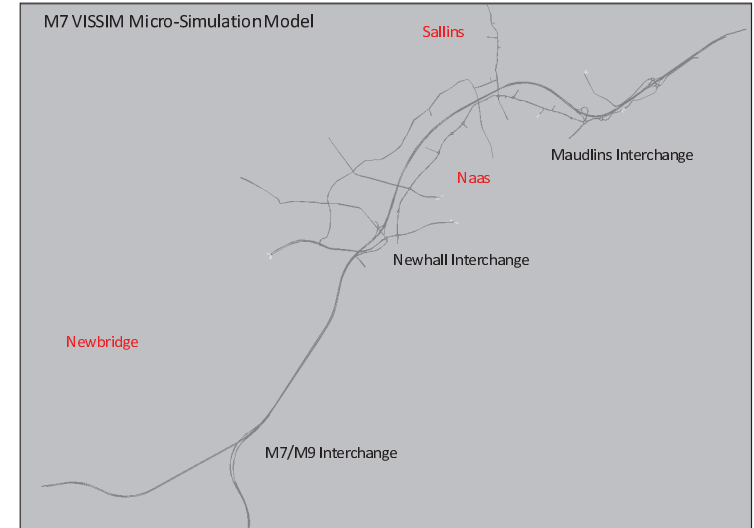 M7 VISSIM Micro-Simulation Model
Sallins
Maudlins Interchange
Naas
Newhall Interchange
Newbridge
M7/M9 Interchange